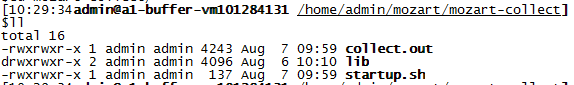 [10:29:34admin@a1-buffer-vm101284131 /home/admin/mozart/mozart-collect]
$ll
total 16
-rwxrwxr-x 1 admin admin 4243 Aug  7 09:59 collect.out
drwxrwxr-x 2 admin admin 4096 Aug  6 10:10 lib
-rwxrwxr-x 1 admin admin  137 Aug  7 09:59 startup.sh